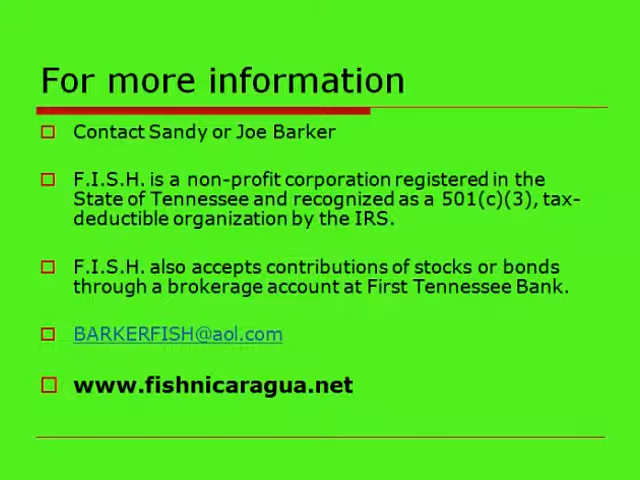 For more information
Contact Sandy or Joe Barker
F.I.S.H. is a non-profit corporation registered in the
State of Tennessee and recognized as a 501(c)(3), tax-
deductible organization by the IRS.
F.I.S.H. also accepts contributions of stocks or bonds
through a brokerage account at First Tennessee Bank.
BARKERFISH@aol.com
www.fishnicaragua.net